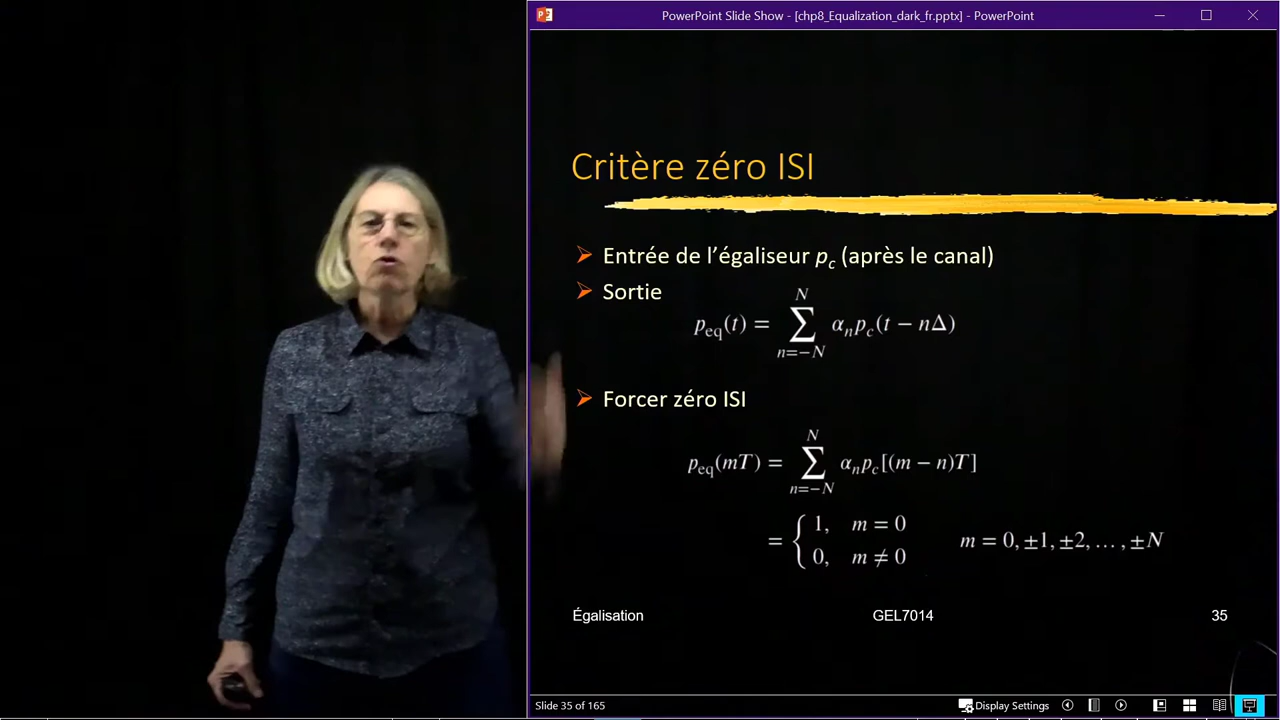 PowerPoint Slide Show - [chp8_Equalization_dark_fr.pptx] - PowerPoint
Critère zéro ISI
Entrée de l'égaliseur p_c (après le canal)
Sortie
p_eq(t) = ∑_{n=−N}^{N} α_n p_c(t − nΔ)
Forcer zéro ISI
p_eq(mT) = ∑_{n=−N}^{N} α_n p_c[(m − n)T]
= { 1, m = 0
0, m ≠ 0 m = 0, ±1, ±2, …, ±N
Égalisation GEL7014 35
Slide 35 of 165 Display Settings